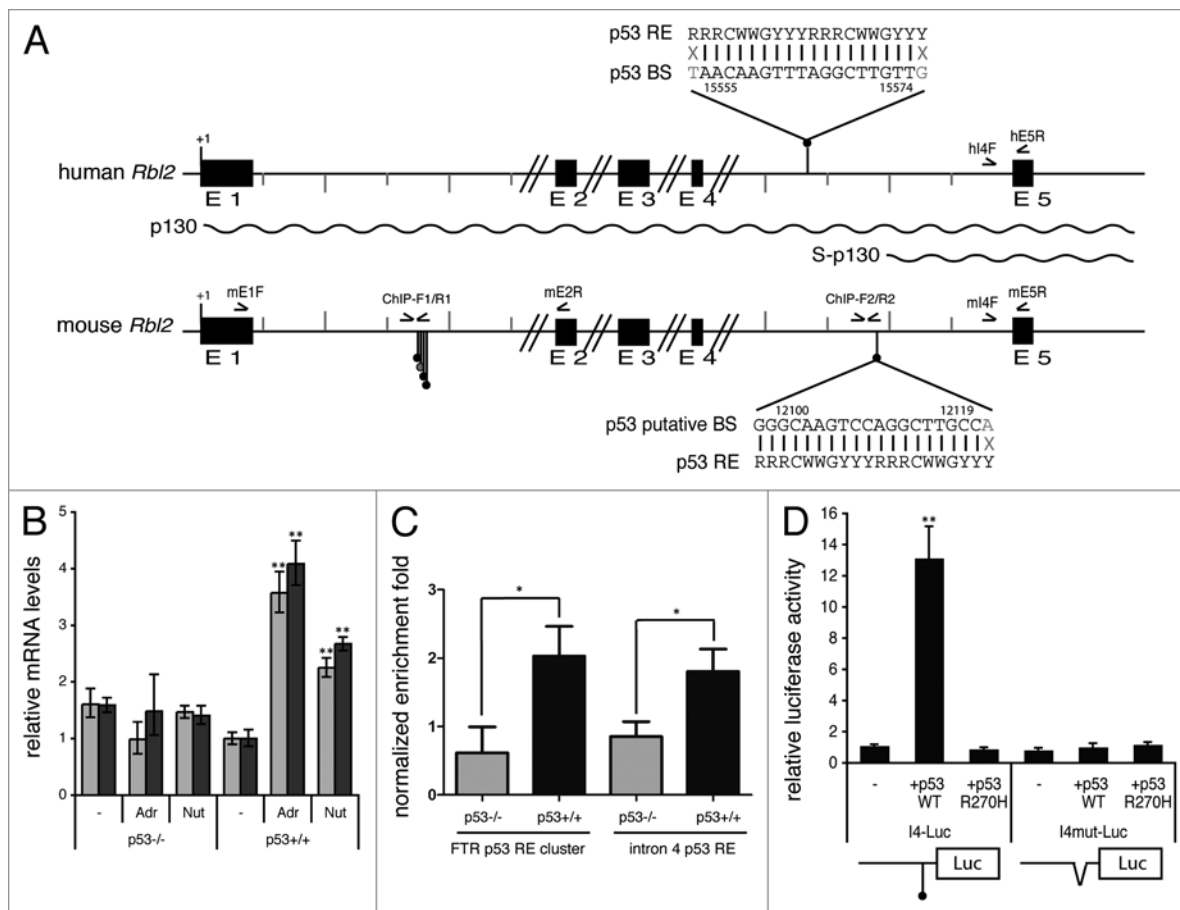 A
p53 RE RRRCWWGYYYRRRCWWGYYY
X X
p53 BS TAACAAGTTTAGGCTTGTTG
15555 15574
+1 hI4F hE5R
human Rbl2
E 1 E 2 E 3 E 4 E 5
p130
S-p130
+1 mE1F ChIP-F1/R1 mE2R ChIP-F2/R2 mI4F mE5R
mouse Rbl2
E 1 E 2 E 3 E 4 E 5
12100 12119
p53 putative BS GGGCAAGTCCAGGCTTGCCA
X
p53 RE RRRCWWGYYYRRRCWWGYYY
B
relative mRNA levels
5
4
3
2
1
0
** ** ** **
- Adr Nut - Adr Nut
p53-/- p53+/+
C
normalized enrichment fold
3
2
1
0
* *
p53-/- p53+/+ p53-/- p53+/+
FTR p53 RE cluster intron 4 p53 RE
D
relative luciferase activity
16
14
12
10
8
6
4
2
0
**
- +p53 WT +p53 R270H - +p53 WT +p53 R270H
I4-Luc I4mut-Luc
Luc Luc